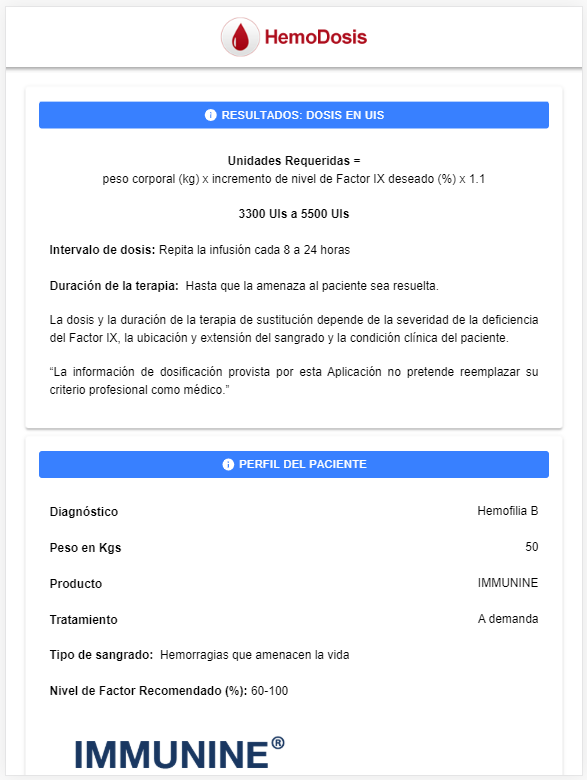 HemoDosis
RESULTADOS: DOSIS EN UIS
Unidades Requeridas =
peso corporal (kg) x incremento de nivel de Factor IX deseado (%) x 1.1
3300 UIs a 5500 UIs
Intervalo de dosis: Repita la infusión cada 8 a 24 horas
Duración de la terapia: Hasta que la amenaza al paciente sea resuelta.
La dosis y la duración de la terapia de sustitución depende de la severidad de la deficiencia
del Factor IX, la ubicación y extensión del sangrado y la condición clínica del paciente.
“La información de dosificación provista por esta Aplicación no pretende reemplazar su
criterio profesional como médico.”
PERFIL DEL PACIENTE
Diagnóstico Hemofilia B
Peso en Kgs 50
Producto IMMUNINE
Tratamiento A demanda
Tipo de sangrado: Hemorragias que amenacen la vida
Nivel de Factor Recomendado (%): 60-100
IMMUNINE®